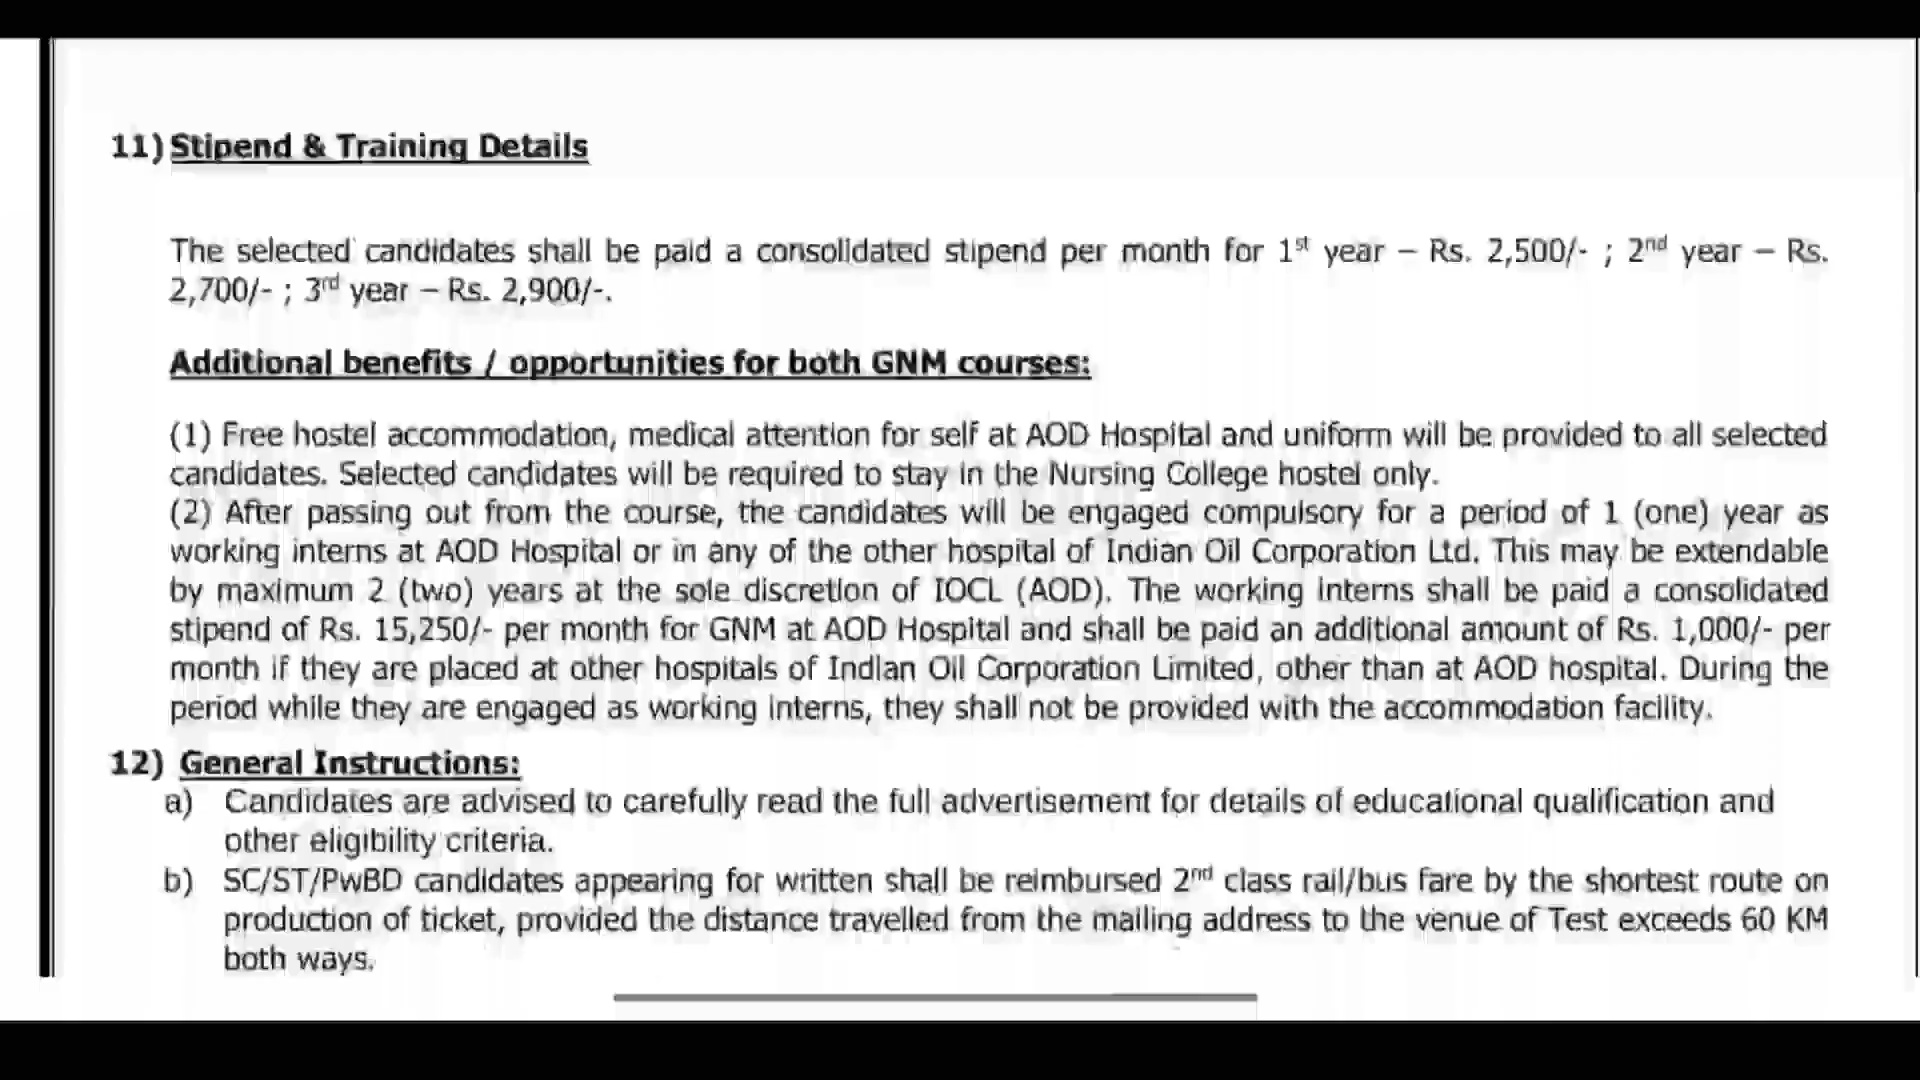 11) Stipend & Training Details
The selected candidates shall be paid a consolidated stipend per month for 1st year – Rs. 2,500/- ; 2nd year – Rs.
2,700/- ; 3rd year – Rs. 2,900/-.
Additional benefits / opportunities for both GNM courses:
(1) Free hostel accommodation, medical attention for self at AOD Hospital and uniform will be provided to all selected
candidates. Selected candidates will be required to stay in the Nursing College hostel only.
(2) After passing out from the course, the candidates will be engaged compulsory for a period of 1 (one) year as
working interns at AOD Hospital or in any of the other hospital of Indian Oil Corporation Ltd. This may be extendable
by maximum 2 (two) years at the sole discretion of IOCL (AOD). The working interns shall be paid a consolidated
stipend of Rs. 15,250/- per month for GNM at AOD Hospital and shall be paid an additional amount of Rs. 1,000/- per
month if they are placed at other hospitals of Indian Oil Corporation Limited, other than at AOD hospital. During the
period while they are engaged as working interns, they shall not be provided with the accommodation facility.
12) General Instructions:
a) Candidates are advised to carefully read the full advertisement for details of educational qualification and
other eligibility criteria.
b) SC/ST/PwBD candidates appearing for written shall be reimbursed 2nd class rail/bus fare by the shortest route on
production of ticket, provided the distance travelled from the mailing address to the venue of Test exceeds 60 KM
both ways.